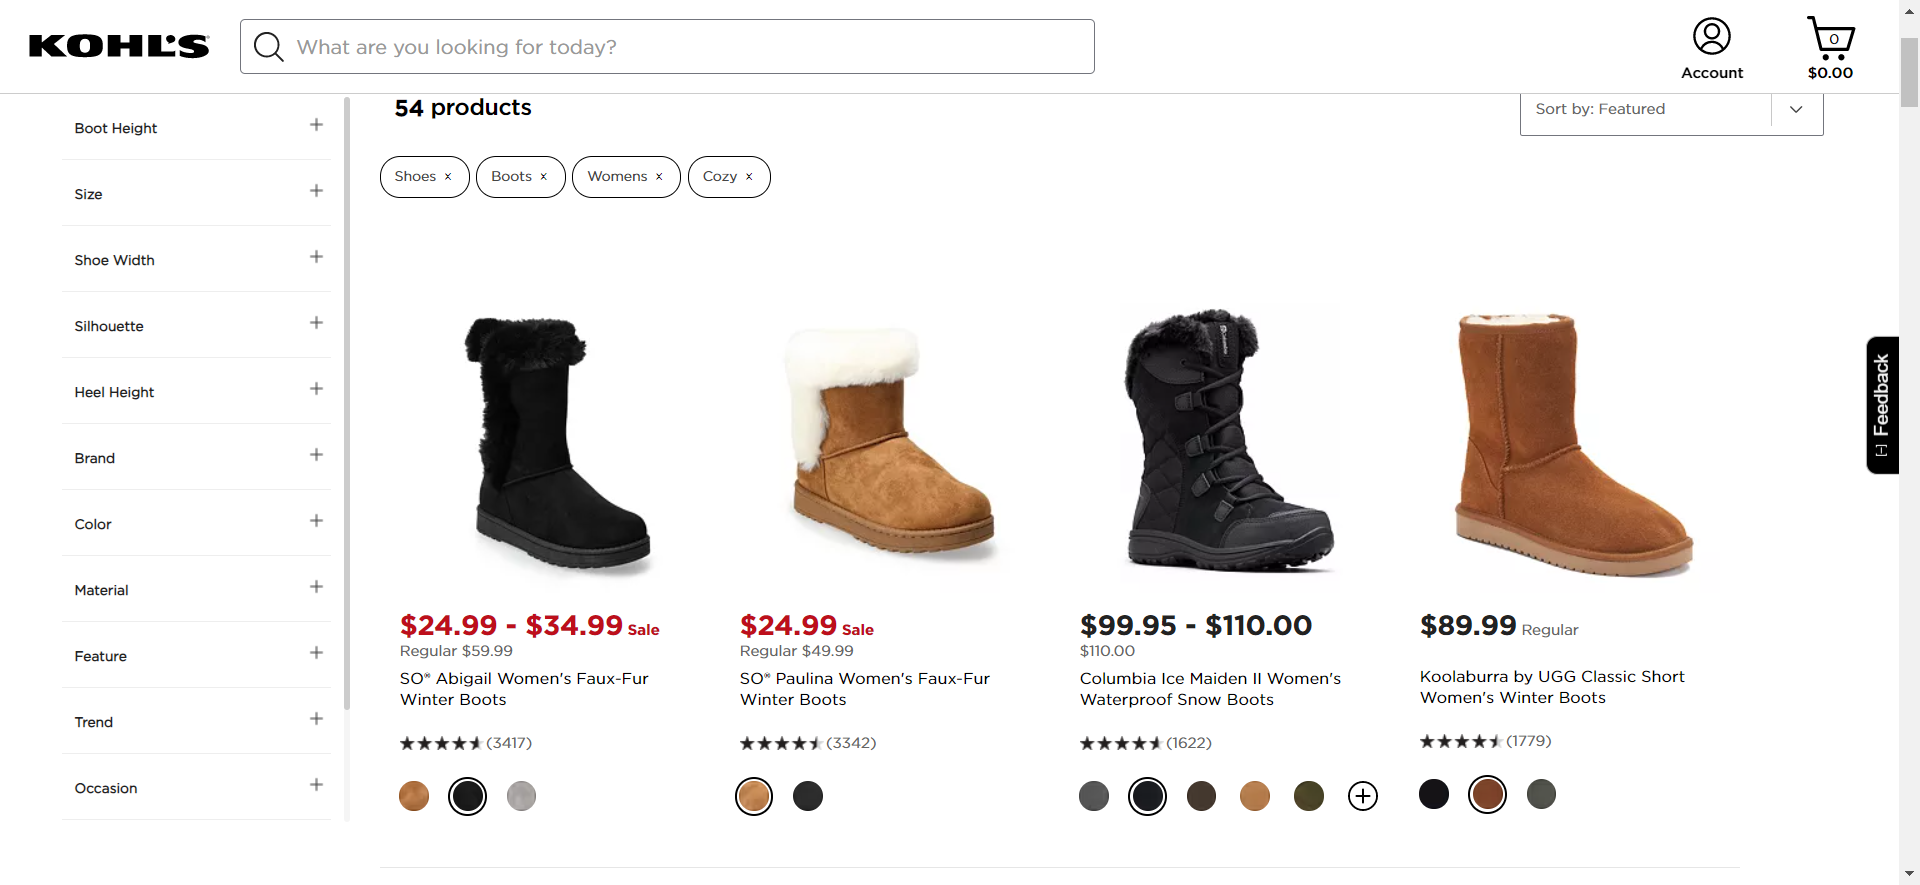 KOHL'S
What are you looking for today?
Account
0
$0.00
54 products
Sort by: Featured
Shoes x
Boots x
Womens x
Cozy x
Boot Height
Size
Shoe Width
Silhouette
Heel Height
Brand
Color
Material
Feature
Trend
Occasion
$24.99 - $34.99 Sale
Regular $59.99
SO® Abigail Women's Faux-Fur
Winter Boots
(3417)
$24.99 Sale
Regular $49.99
SO® Paulina Women's Faux-Fur
Winter Boots
(3342)
Columbia
$99.95 - $110.00
$110.00
Columbia Ice Maiden II Women's
Waterproof Snow Boots
(1622)
$89.99 Regular
Koolaburra by UGG Classic Short
Women's Winter Boots
(1779)
[-] Feedback